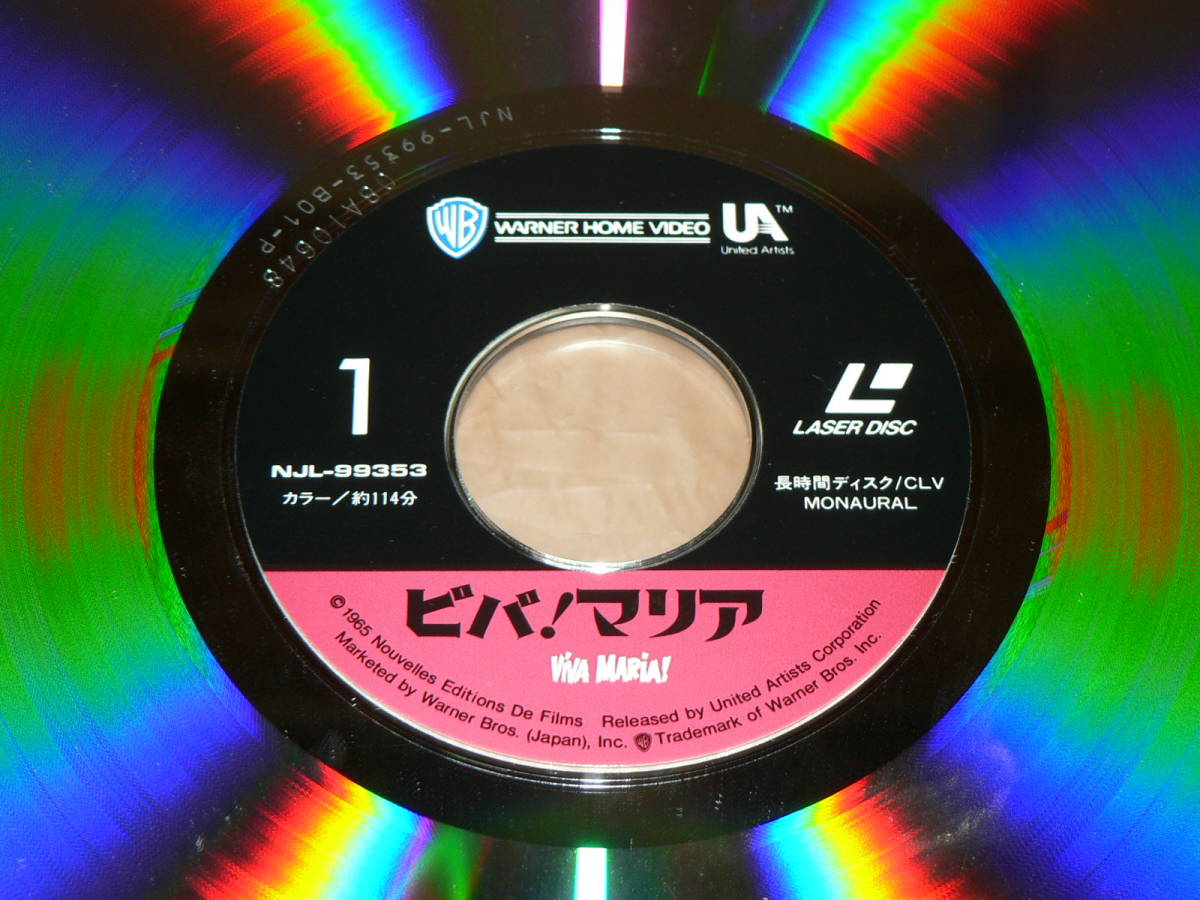 NJL-99353-B01-P
WB WARNER HOME VIDEO UA™
United Artists
1
NJL-99353
カラー／約114分
LASER DISC
長時間ディスク/CLV
MONAURAL
ビバ!マリア
ViVA MARiA!
© 1965 Nouvelles Editions De Films Released by United Artists Corporation
Marketed by Warner Bros. (Japan), Inc. WB Trademark of Warner Bros. Inc.